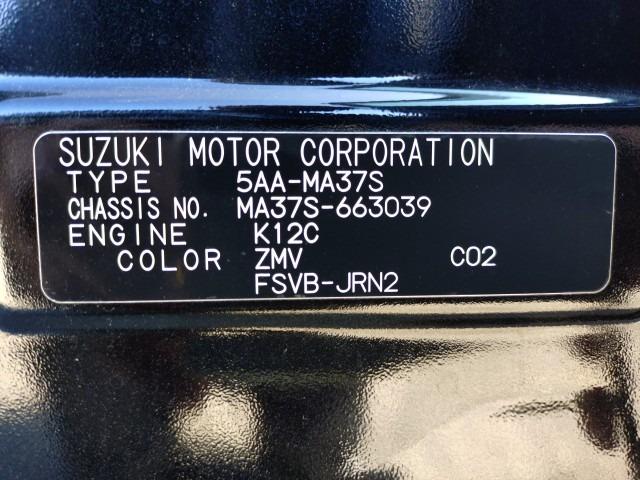 SUZUKI MOTOR CORPORATION
TYPE 5AA-MA37S
CHASSIS NO. MA37S-663039
ENGINE K12C
COLOR ZMV C02
FSVB-JRN2